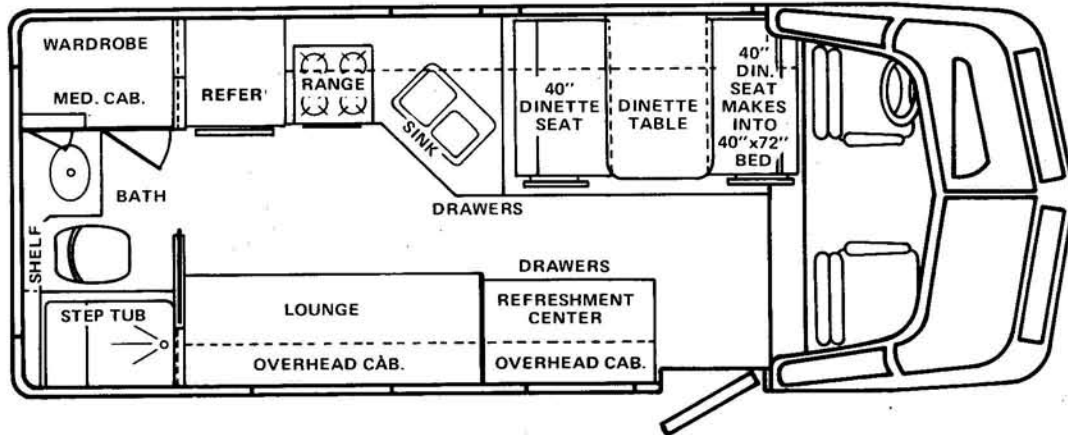 WARDROBE
MED. CAB.
REFER'
RANGE
SINK
40"
DINETTE
SEAT
DINETTE
TABLE
40"
DIN.
SEAT
MAKES
INTO
40"x72"
BED
BATH
DRAWERS
SHELF
STEP TUB
LOUNGE
OVERHEAD CAB.
DRAWERS
REFRESHMENT
CENTER
OVERHEAD CAB.